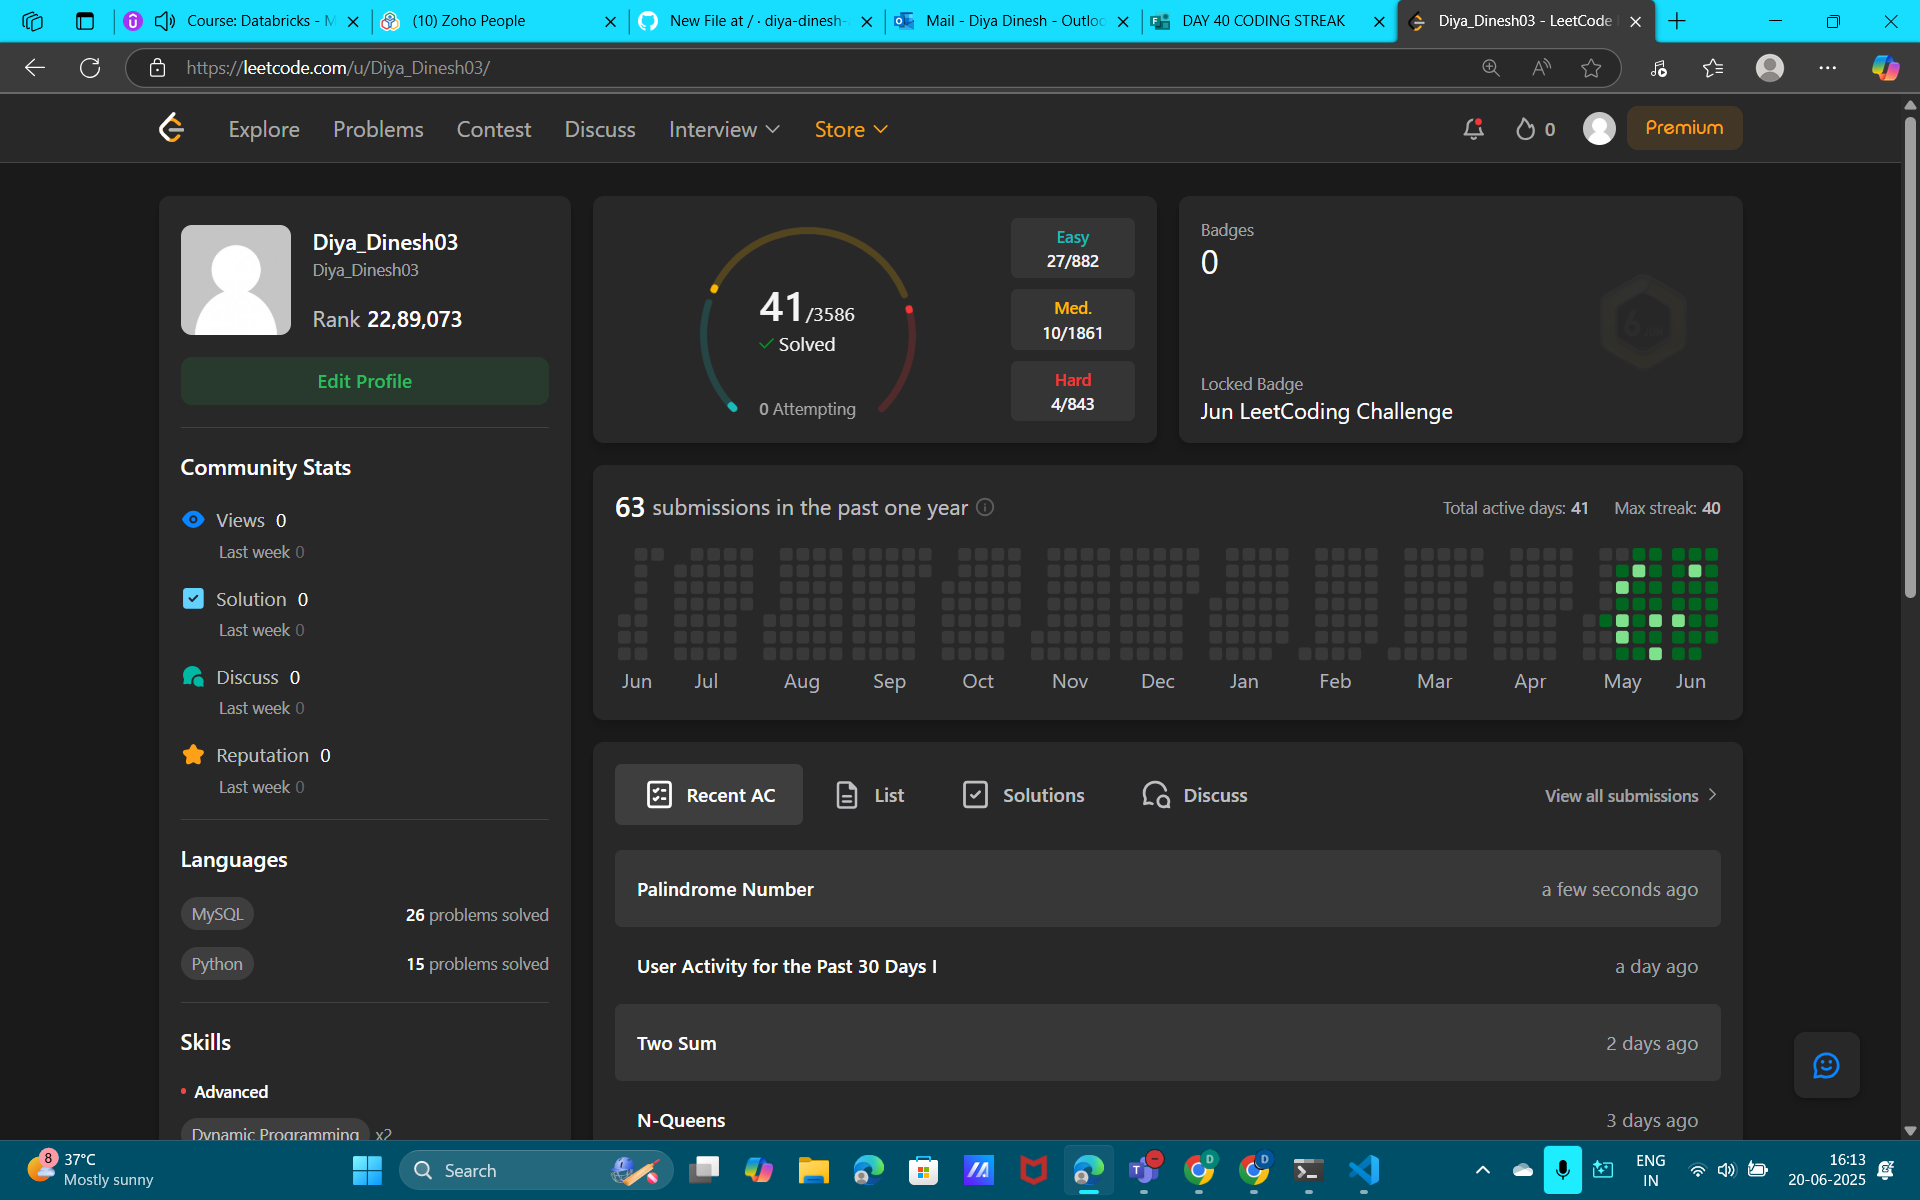 Course: Databricks - M
(10) Zoho People
New File at / · diya-dinesh-
Mail - Diya Dinesh - Outloo
DAY 40 CODING STREAK
Diya_Dinesh03 - LeetCode
https://leetcode.com/u/Diya_Dinesh03/
Explore
Problems
Contest
Discuss
Interview
Store
0
Premium
Diya_Dinesh03
Diya_Dinesh03
Rank 22,89,073
Edit Profile
Community Stats
Views 0
Last week 0
Solution 0
Last week 0
Discuss 0
Last week 0
Reputation 0
Last week 0
Languages
MySQL
26 problems solved
Python
15 problems solved
Skills
Advanced
Dynamic Programming x2
41/3586
Solved
0 Attempting
Easy
27/882
Med.
10/1861
Hard
4/843
Badges
0
Locked Badge
Jun LeetCoding Challenge
63 submissions in the past one year
Total active days: 41
Max streak: 40
Jun Jul Aug Sep Oct Nov Dec Jan Feb Mar Apr May Jun
Recent AC
List
Solutions
Discuss
View all submissions
Palindrome Number
a few seconds ago
User Activity for the Past 30 Days I
a day ago
Two Sum
2 days ago
N-Queens
3 days ago
8
37°C
Mostly sunny
Search
D
D
ENG
IN
16:13
20-06-2025